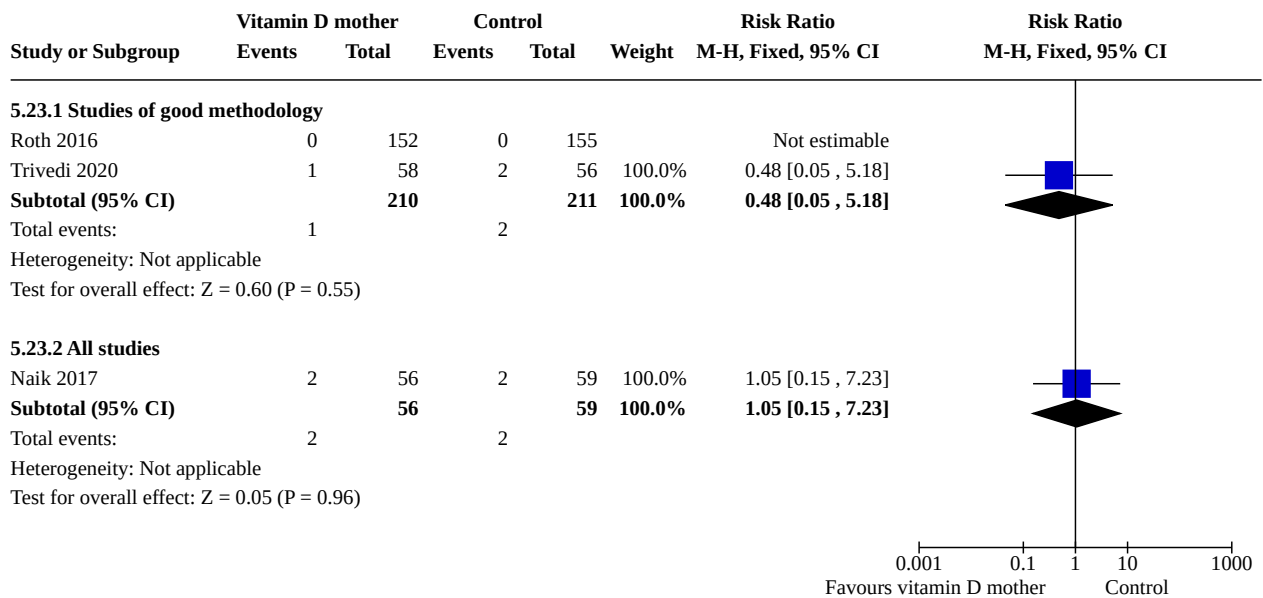 Vitamin D mother Control Risk Ratio Risk Ratio
Study or Subgroup Events Total Events Total Weight M-H, Fixed, 95% CI M-H, Fixed, 95% CI
5.23.1 Studies of good methodology
Roth 2016 0 152 0 155 Not estimable
Trivedi 2020 1 58 2 56 100.0% 0.48 [0.05 , 5.18]
Subtotal (95% CI) 210 211 100.0% 0.48 [0.05 , 5.18]
Total events: 1 2
Heterogeneity: Not applicable
Test for overall effect: Z = 0.60 (P = 0.55)
5.23.2 All studies
Naik 2017 2 56 2 59 100.0% 1.05 [0.15 , 7.23]
Subtotal (95% CI) 56 59 100.0% 1.05 [0.15 , 7.23]
Total events: 2 2
Heterogeneity: Not applicable
Test for overall effect: Z = 0.05 (P = 0.96)
0.001 0.1 1 10 1000
Favours vitamin D mother Control